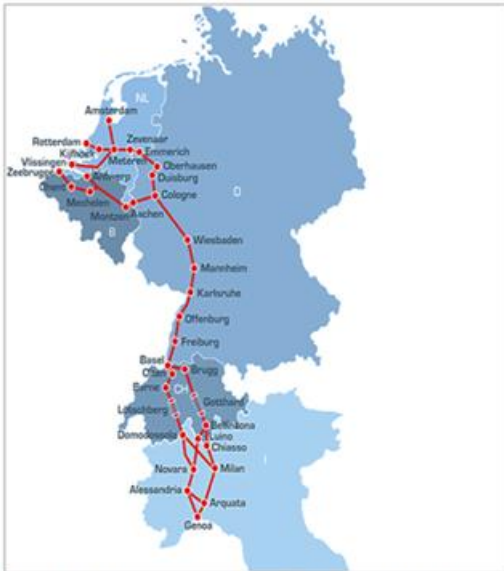 NL
Amsterdam
Rotterdam
Zevenaar
Kijfhoek
Emmerich
Vlissingen
Meteren
Oberhausen
Zeebrugge
Antwerp
Duisburg
D
Ghent
Cologne
Mechelen
Aachen
Montzen
B
Wiesbaden
Mannheim
Karlsruhe
Offenburg
Freiburg
Basel
Brugg
Olten
Berne
CH
Gotthard
Lötschberg
Bellinzona
Domodossola
Luino
Chiasso
I
Novara
Milan
Alessandria
Arquata
Genoa